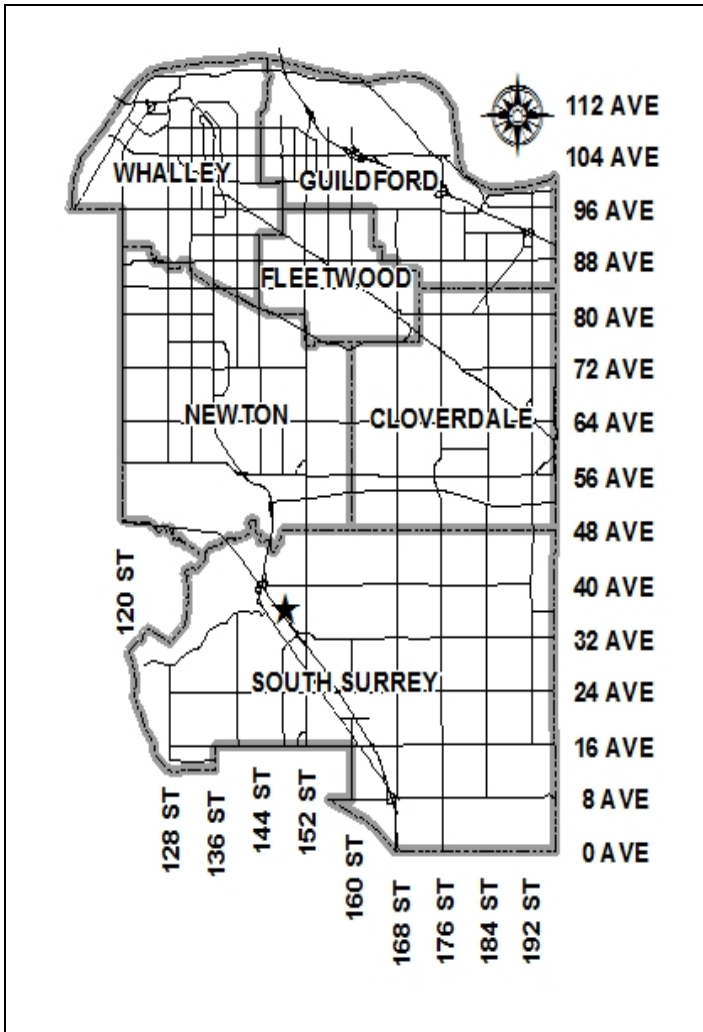 112 AVE
104 AVE
WHALLEY
GUILDFORD
96 AVE
88 AVE
FLEETWOOD
80 AVE
72 AVE
NEWTON
CLOVERDALE
64 AVE
56 AVE
48 AVE
120 ST
40 AVE
32 AVE
SOUTH SURREY
24 AVE
16 AVE
128 ST
136 ST
144 ST
152 ST
8 AVE
0 AVE
160 ST
168 ST
176 ST
184 ST
192 ST